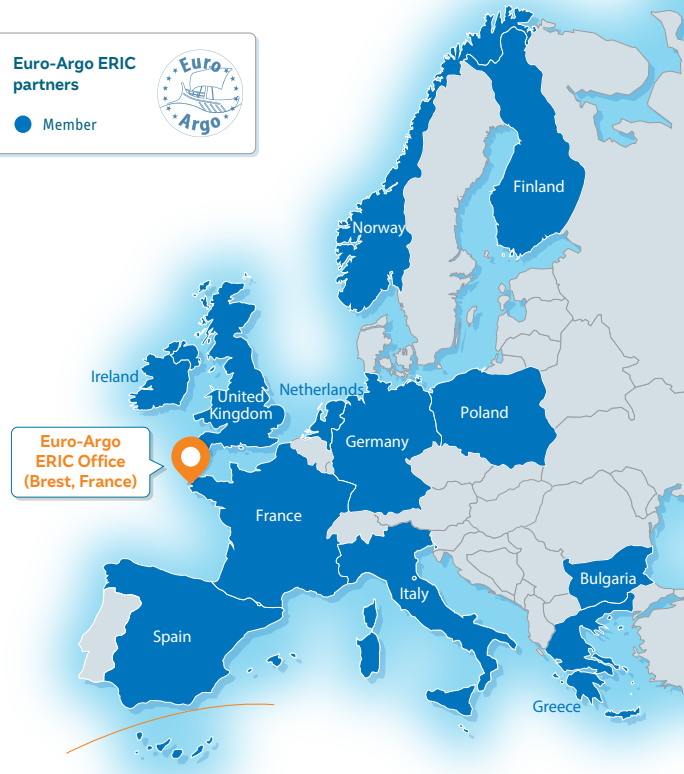 Euro-Argo ERIC
partners
Euro
Argo
Member
Finland
Norway
Ireland
United
Kingdom
Netherlands
Poland
Germany
Euro-Argo
ERIC Office
(Brest, France)
France
Bulgaria
Italy
Spain
Greece